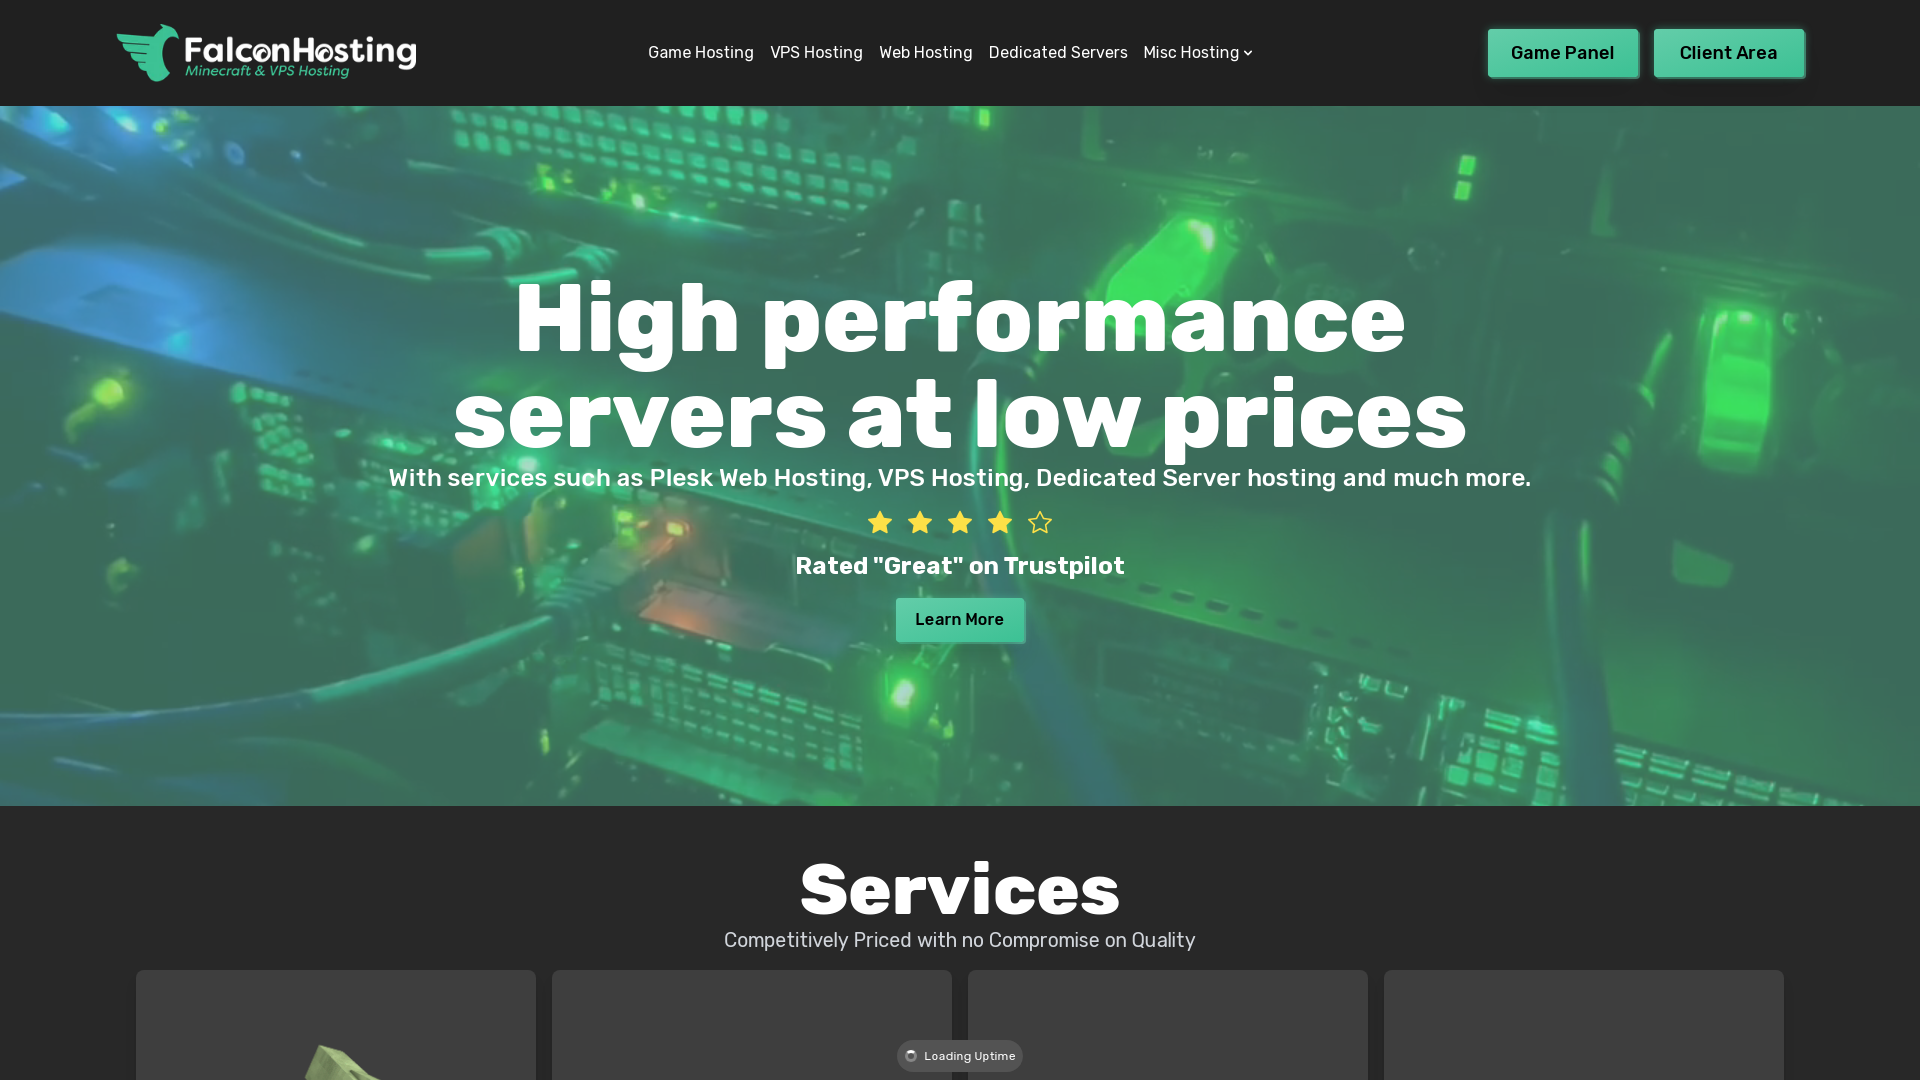 FalconHosting
Minecraft & VPS Hosting
Game Hosting
VPS Hosting
Web Hosting
Dedicated Servers
Misc Hosting
Game Panel
Client Area
High performance
servers at low prices
With services such as Plesk Web Hosting, VPS Hosting, Dedicated Server hosting and much more.
Rated "Great" on Trustpilot
Learn More
Services
Competitively Priced with no Compromise on Quality
Loading Uptime